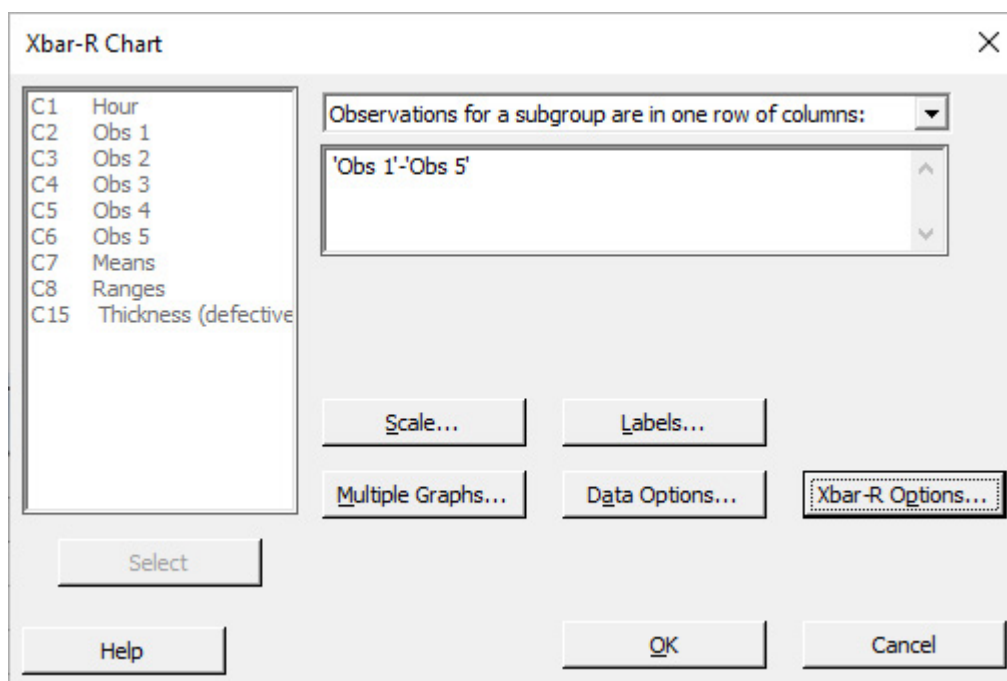 Xbar-R Chart
C1 Hour
C2 Obs 1
C3 Obs 2
C4 Obs 3
C5 Obs 4
C6 Obs 5
C7 Means
C8 Ranges
C15 Thickness (defective
Observations for a subgroup are in one row of columns:
'Obs 1'-'Obs 5'
Scale...
Labels...
Multiple Graphs...
Data Options...
Xbar-R Options...
Select
Help
OK
Cancel